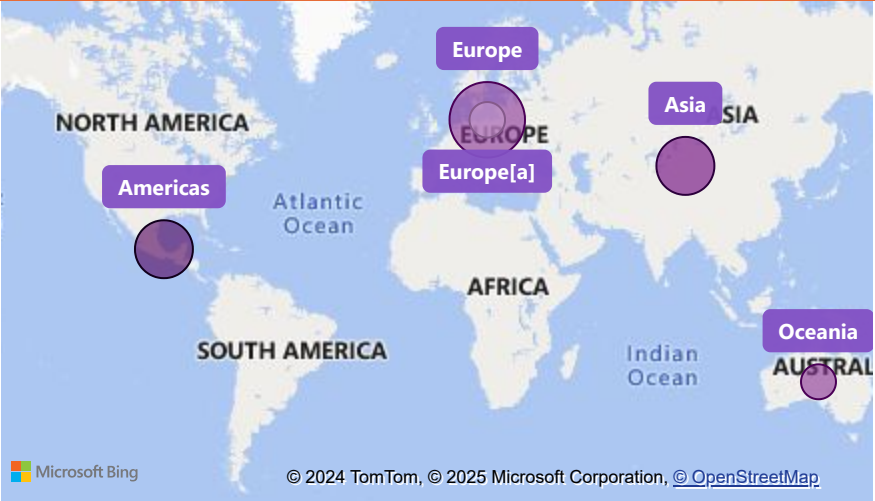 Europe
Asia
ASIA
NORTH AMERICA
EUROPE
Europe[a]
Americas
Atlantic
Ocean
AFRICA
Oceania
SOUTH AMERICA
Indian
Ocean
AUSTRAL
Microsoft Bing
© 2024 TomTom, © 2025 Microsoft Corporation, © OpenStreetMap